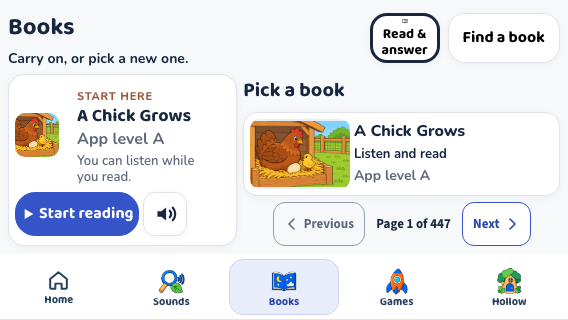 Books
Carry on, or pick a new one.
Read &
answer
Find a book
START HERE
A Chick Grows
App level A
You can listen while
you read.
Start reading
Pick a book
A Chick Grows
Listen and read
App level A
Previous
Page 1 of 447
Next
Home
Sounds
Books
Games
Hollow